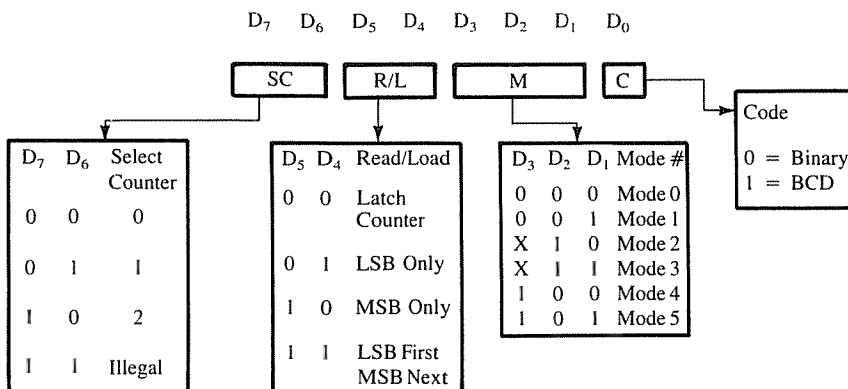 D₇ D₆ D₅ D₄ D₃ D₂ D₁ D₀
SC R/L M C
D₇ D₆ Select
Counter
0 0 0
0 1 1
1 0 2
1 1 Illegal
D₅ D₄ Read/Load
0 0 Latch
Counter
0 1 LSB Only
1 0 MSB Only
1 1 LSB First
MSB Next
D₃ D₂ D₁ Mode #
0 0 0 Mode 0
0 0 1 Mode 1
X 1 0 Mode 2
X 1 1 Mode 3
1 0 0 Mode 4
1 0 1 Mode 5
Code
0 = Binary
1 = BCD